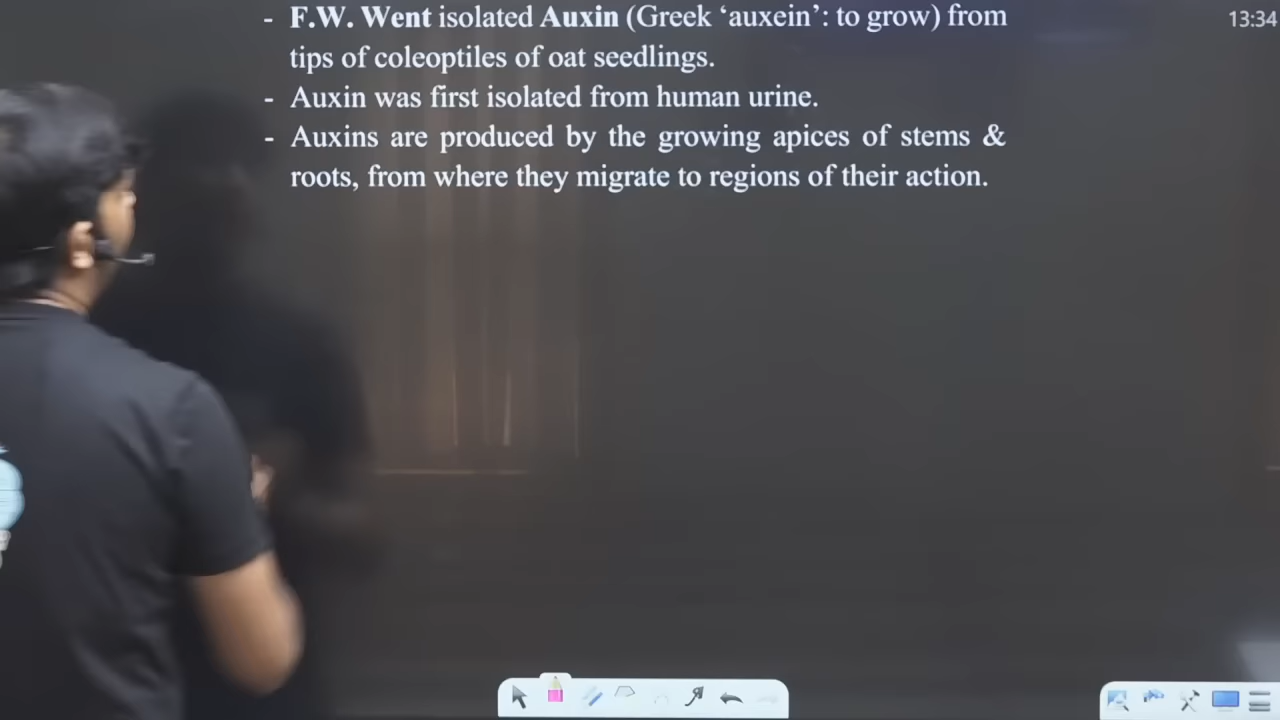 - F.W. Went isolated Auxin (Greek ‘auxein’: to grow) from
tips of coleoptiles of oat seedlings.
- Auxin was first isolated from human urine.
- Auxins are produced by the growing apices of stems &
roots, from where they migrate to regions of their action.
13:34